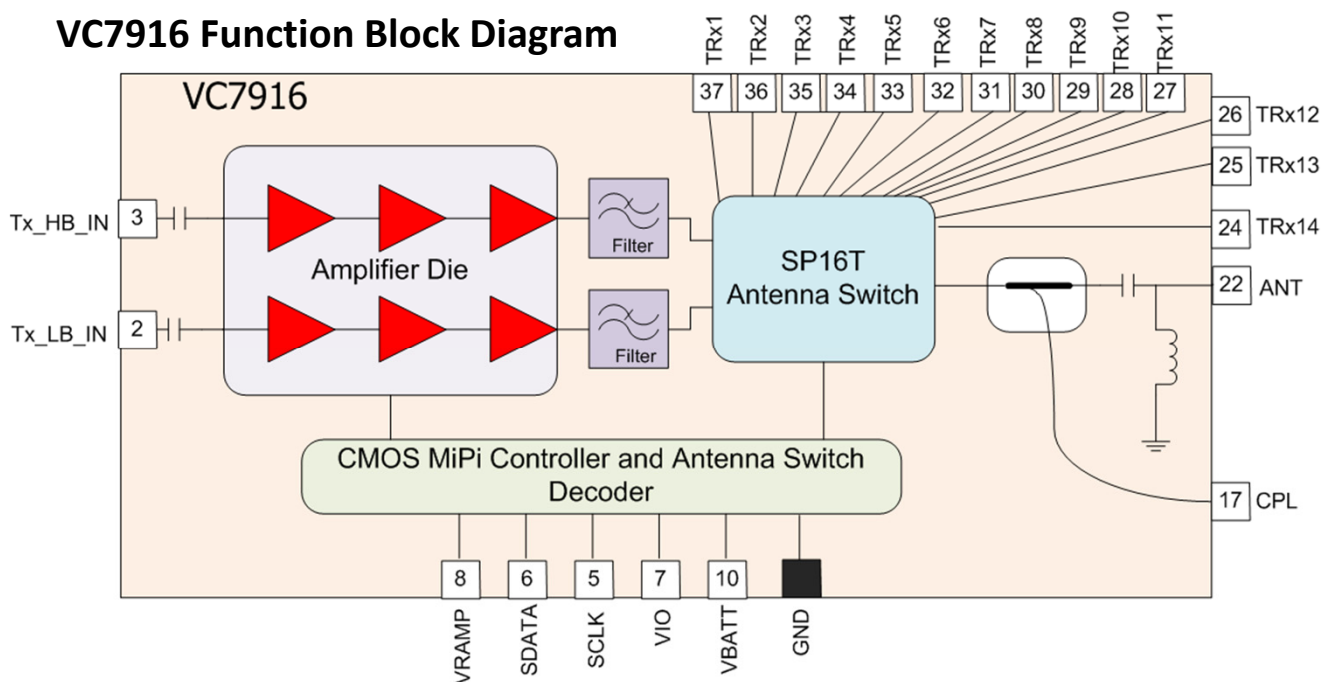 VC7916 Function Block Diagram
TRx1
TRx2
TRx3
TRx4
TRx5
TRx6
TRx7
TRx8
TRx9
TRx10
TRx11
VC7916
37
36
35
34
33
32
31
30
29
28
27
26 TRx12
25 TRx13
24 TRx14
22 ANT
17 CPL
Tx_HB_IN 3
Tx_LB_IN 2
Amplifier Die
Filter
Filter
SP16T
Antenna Switch
CMOS MiPi Controller and Antenna Switch
Decoder
8
6
5
7
10
VRAMP
SDATA
SCLK
VIO
VBATT
GND